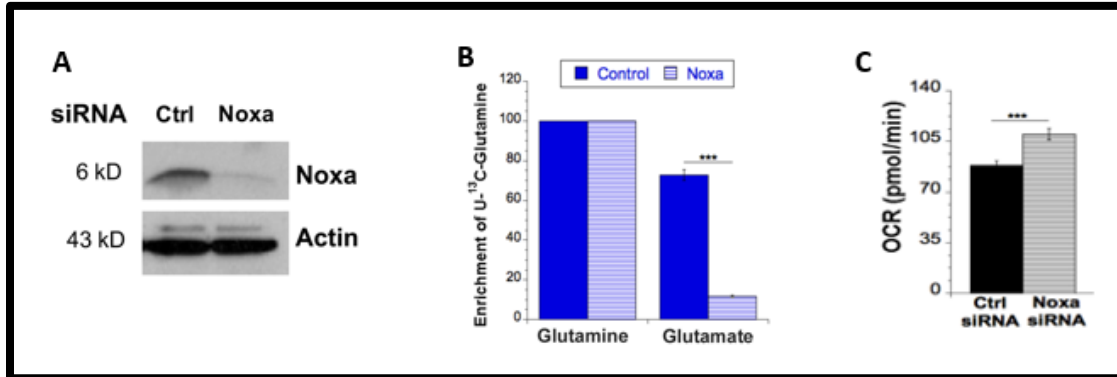 A
siRNA Ctrl Noxa
6 kD Noxa
43 kD Actin
B
Control Noxa
Enrichment of U-¹³C-Glutamine
120
100
80
60
40
20
0
***
Glutamine Glutamate
C
OCR (pmol/min)
140
105
70
35
0
***
Ctrl Noxa
siRNA siRNA